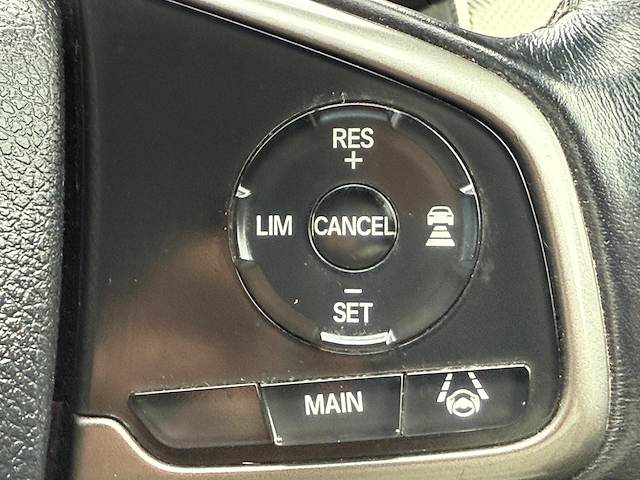 RES
+
LIM CANCEL
−
SET
MAIN